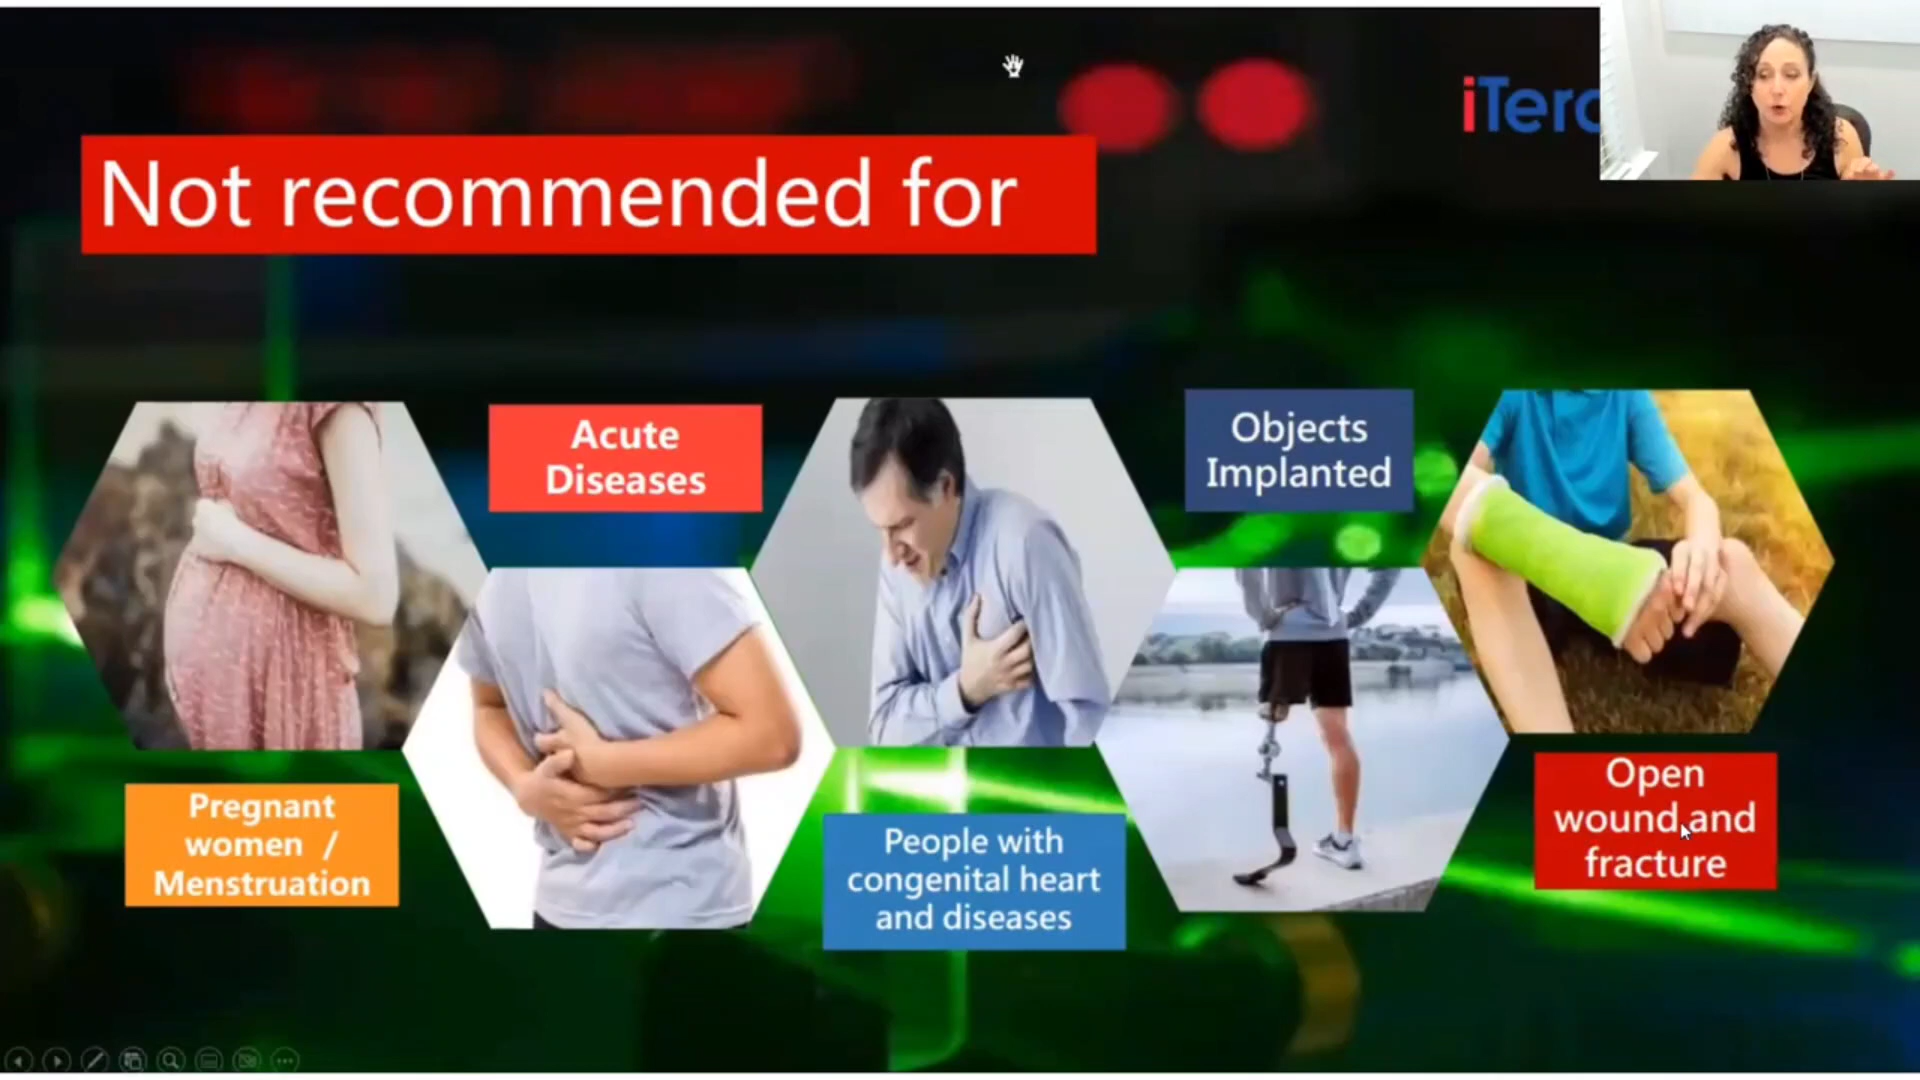 iTera
Not recommended for
Acute
Diseases
Objects
Implanted
Pregnant
women /
Menstruation
People with
congenital heart
and diseases
Open
wound and
fracture